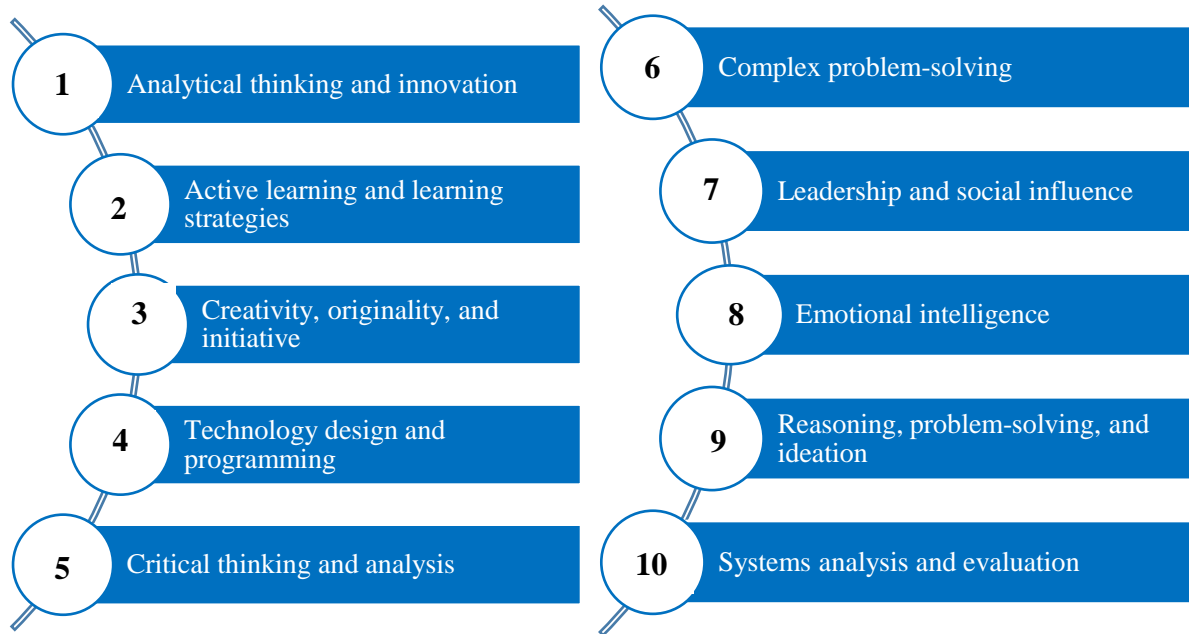 1
Analytical thinking and innovation
2
Active learning and learning
strategies
3
Creativity, originality, and
initiative
4
Technology design and
programming
5
Critical thinking and analysis
6
Complex problem-solving
7
Leadership and social influence
8
Emotional intelligence
9
Reasoning, problem-solving, and
ideation
10
Systems analysis and evaluation